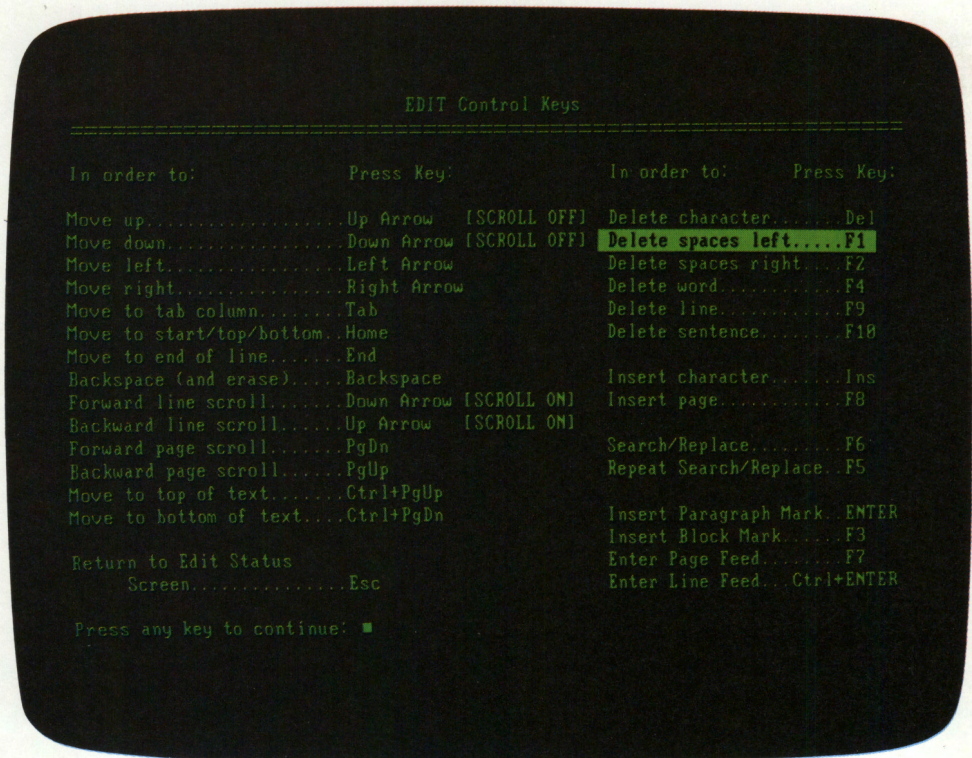 EDIT Control Keys
================================================================================
In order to: Press Key:
Move up..................Up Arrow [SCROLL OFF]
Move down................Down Arrow [SCROLL OFF]
Move left................Left Arrow
Move right...............Right Arrow
Move to tab column.......Tab
Move to start/top/bottom..Home
Move to end of line.......End
Backspace (and erase).....Backspace
Forward line scroll.......Down Arrow [SCROLL ON]
Backward line scroll......Up Arrow [SCROLL ON]
Forward page scroll.......PgDn
Backward page scroll......PgUp
Move to top of text.......Ctrl+PgUp
Move to bottom of text....Ctrl+PgDn
Return to Edit Status
Screen...............Esc
In order to: Press Key:
Delete character.......Del
Delete spaces left.....F1
Delete spaces right....F2
Delete word............F4
Delete line............F9
Delete sentence........F10
Insert character.......Ins
Insert page............F8
Search/Replace.........F6
Repeat Search/Replace..F5
Insert Paragraph Mark..ENTER
Insert Block Mark......F3
Enter Page Feed........F7
Enter Line Feed...Ctrl+ENTER
Press any key to continue: